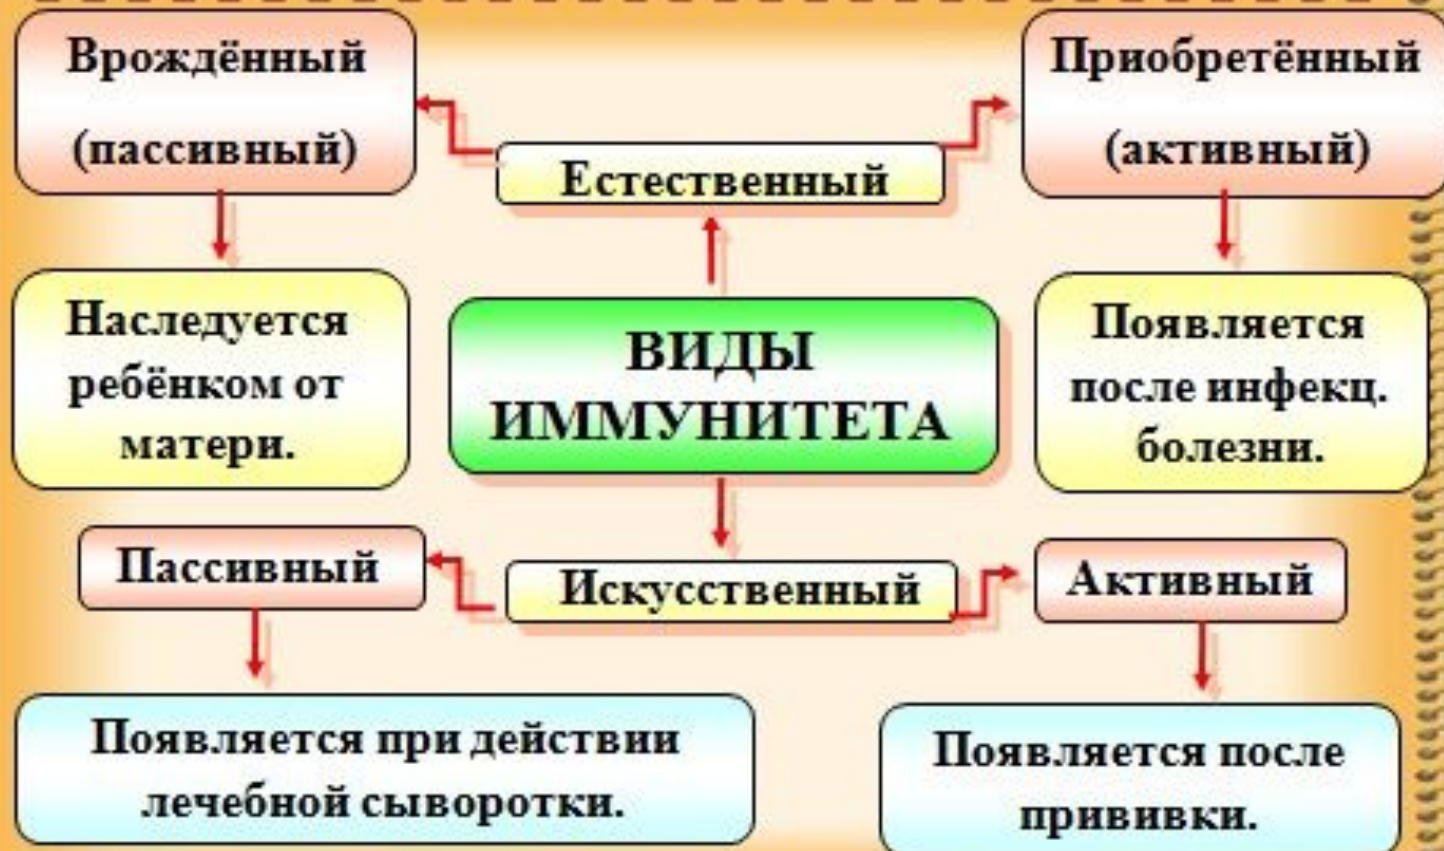 Врождённый
(пассивный)
Естественный
Приобретённый
(активный)
Наследуется
ребёнком от
матери.
ВИДЫ
ИММУНИТЕТА
Появляется
после инфекц.
болезни.
Пассивный
Искусственный
Активный
Появляется при действии
лечебной сыворотки.
Появляется после
прививки.